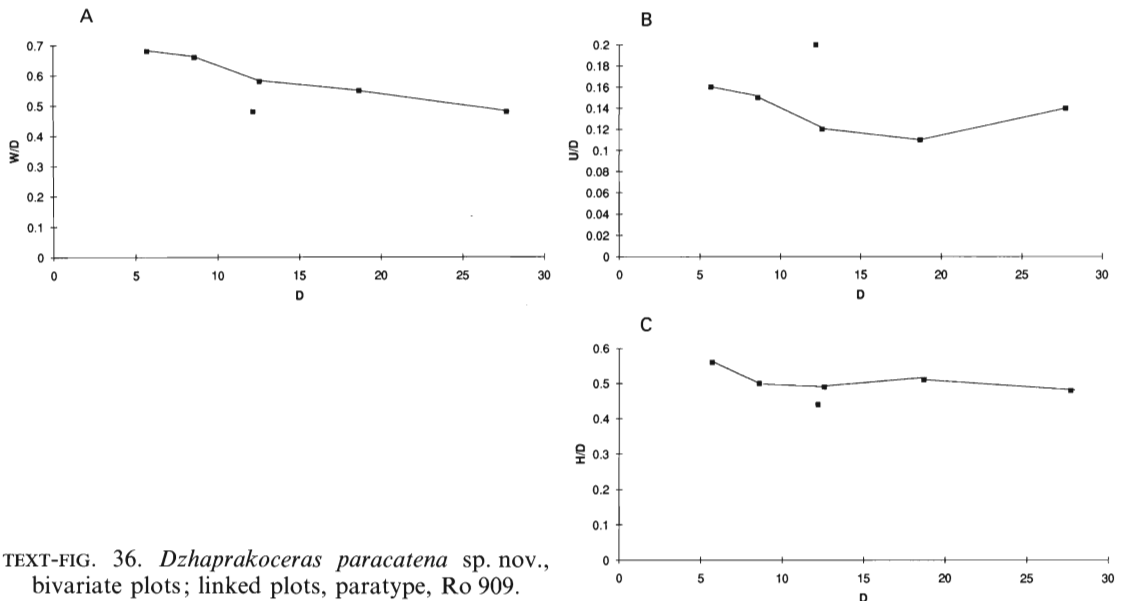 A
0.7
0.6
0.5
0.4
0.3
0.2
0.1
0
W/D
0 5 10 15 20 25 30
D
B
0.2
0.18
0.16
0.14
0.12
0.1
0.08
0.06
0.04
0.02
0
U/D
0 5 10 15 20 25 30
D
C
0.6
0.5
0.4
0.3
0.2
0.1
0
H/D
0 5 10 15 20 25 30
D
TEXT-FIG. 36. Dzhaprakoceras paracatena sp. nov.,
bivariate plots; linked plots, paratype, Ro 909.